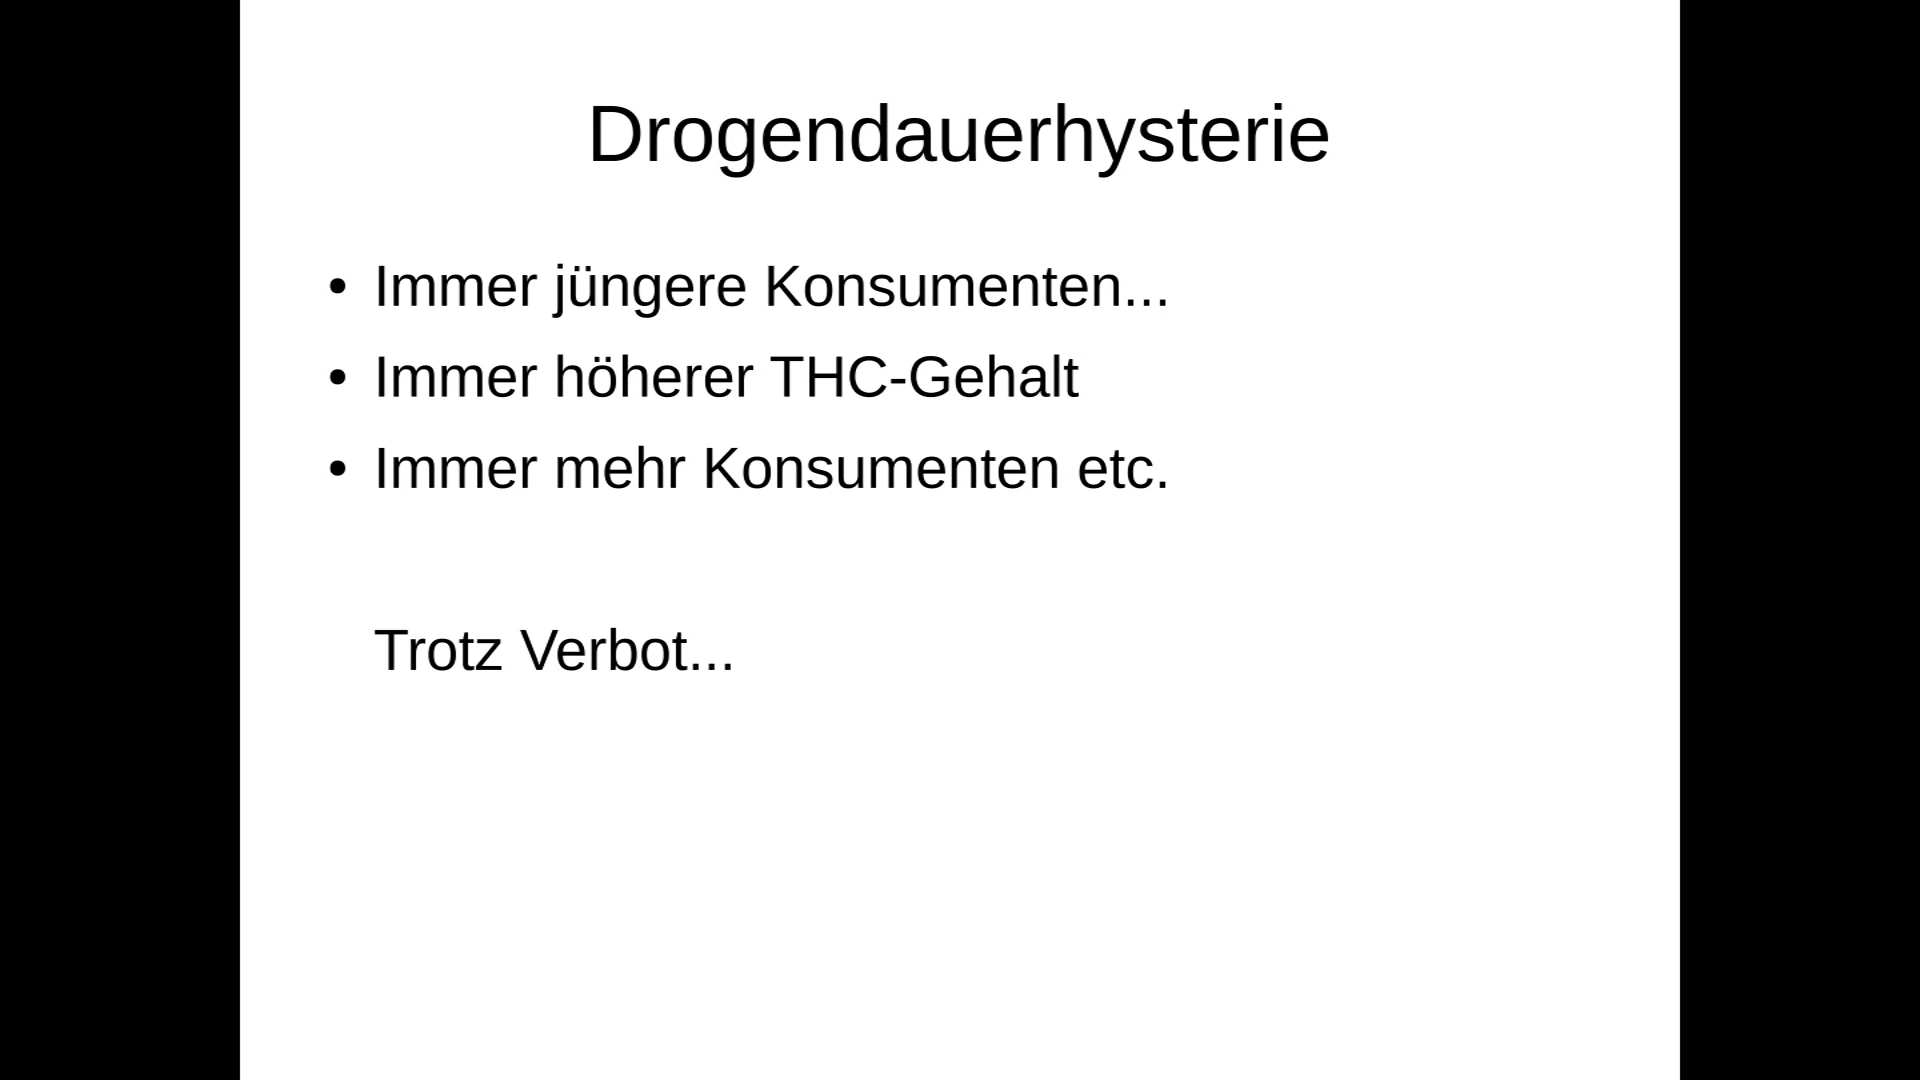 Drogendauerhysterie
• Immer jüngere Konsumenten...
• Immer höherer THC-Gehalt
• Immer mehr Konsumenten etc.
Trotz Verbot...